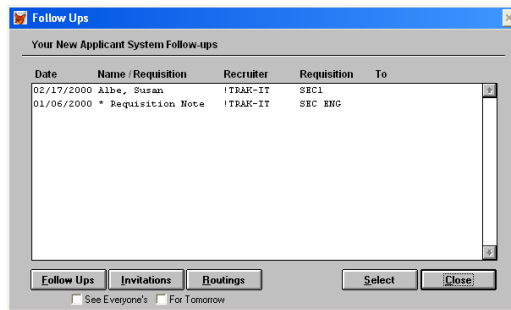 Follow Ups
Your New Applicant System Follow-ups
Date Name / Requisition Recruiter Requisition To
02/17/2000 Albe, Susan !TRAK-IT SEC1
01/06/2000 * Requisition Note !TRAK-IT SEC ENG
Follow Ups Invitations Routings Select Close
See Everyone's For Tomorrow